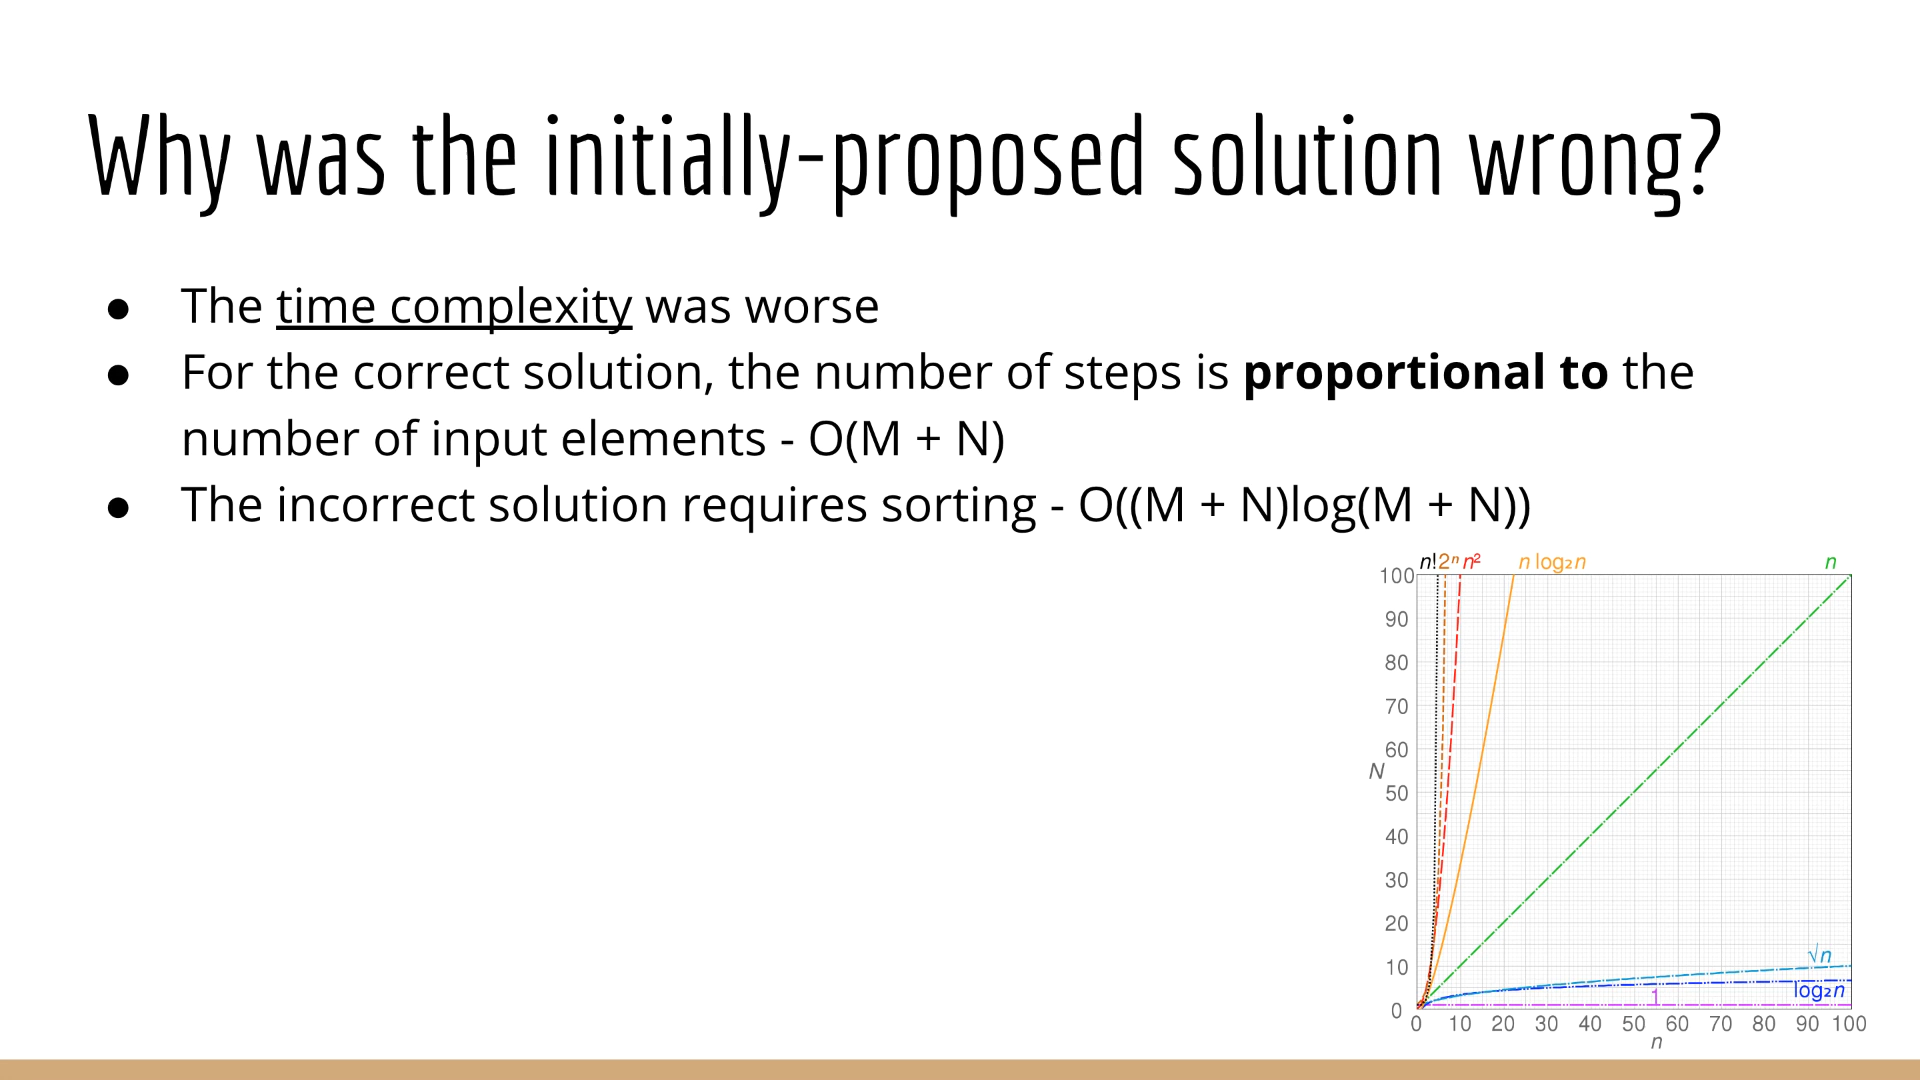 Why was the initially-proposed solution wrong?
● The time complexity was worse
● For the correct solution, the number of steps is proportional to the
number of input elements - O(M + N)
● The incorrect solution requires sorting - O((M + N)log(M + N))
n! 2ⁿ n² n log₂n n
100
90
80
70
60
N
50
40
30
20
√n
10
log₂n
1
0
0 10 20 30 40 50 60 70 80 90 100
n